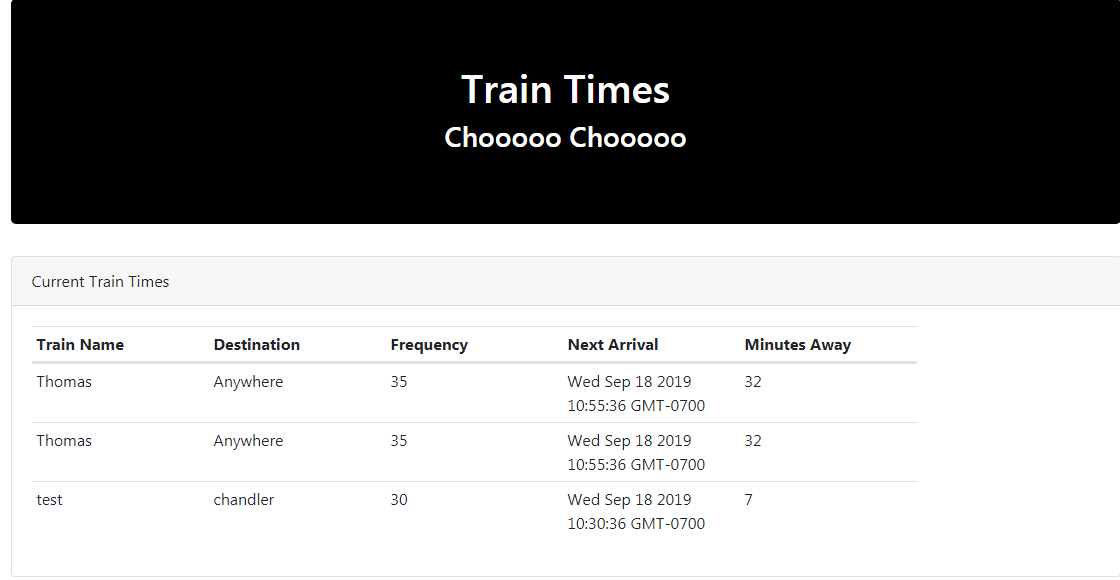 Train Times
Chooooo Chooooo
Current Train Times
Train Name Destination Frequency Next Arrival Minutes Away
Thomas Anywhere 35 Wed Sep 18 2019 32
10:55:36 GMT-0700
Thomas Anywhere 35 Wed Sep 18 2019 32
10:55:36 GMT-0700
test chandler 30 Wed Sep 18 2019 7
10:30:36 GMT-0700